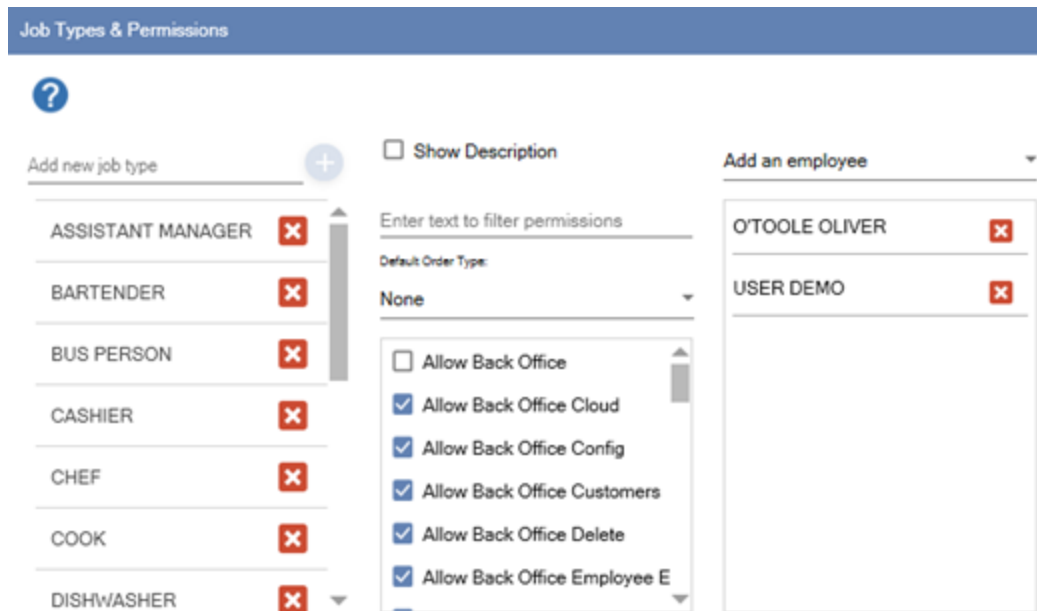 Job Types & Permissions
?
Add new job type
ASSISTANT MANAGER
BARTENDER
BUS PERSON
CASHIER
CHEF
COOK
DISHWASHER
Show Description
Enter text to filter permissions
Default Order Type:
None
Allow Back Office
Allow Back Office Cloud
Allow Back Office Config
Allow Back Office Customers
Allow Back Office Delete
Allow Back Office Employee E
Add an employee
O'TOOLE OLIVER
USER DEMO